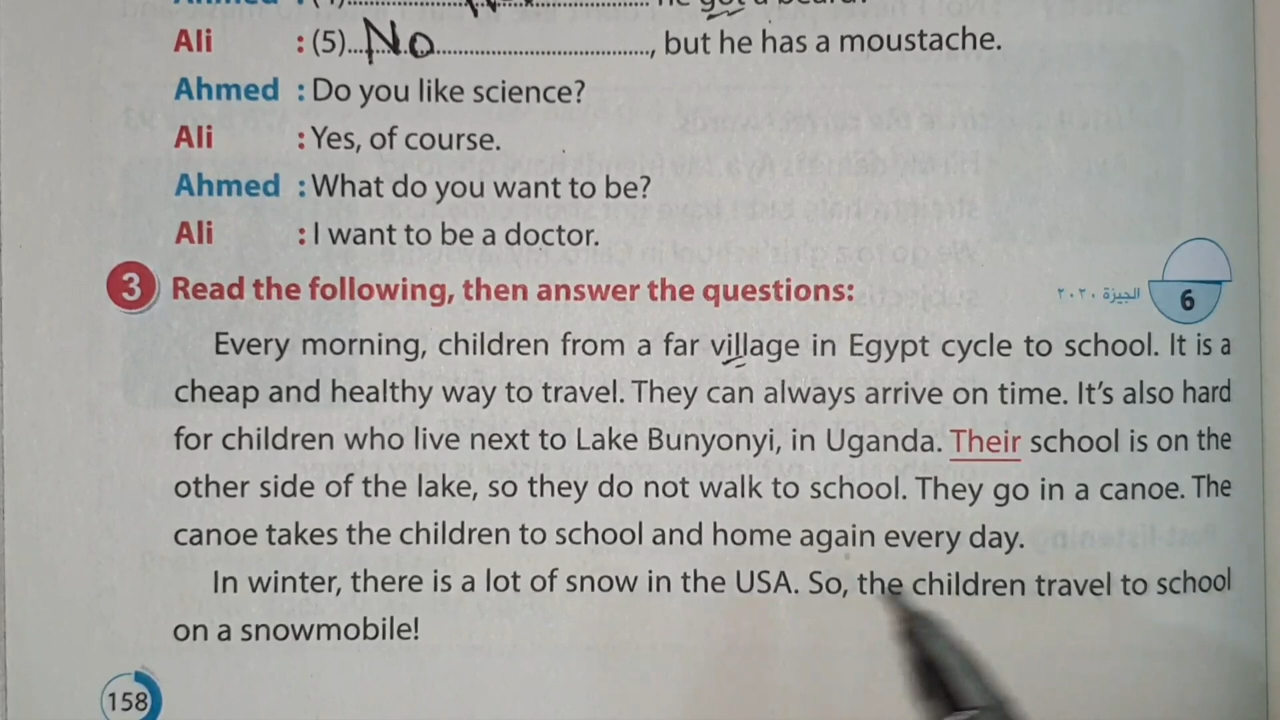 he got a beard?
Ali : (5)...No..., but he has a moustache.
Ahmed : Do you like science?
Ali : Yes, of course.
Ahmed : What do you want to be?
Ali : I want to be a doctor.
3 Read the following, then answer the questions: الجيزة ٢٠٢٠ 6
Every morning, children from a far village in Egypt cycle to school. It is a
cheap and healthy way to travel. They can always arrive on time. It's also hard
for children who live next to Lake Bunyonyi, in Uganda. Their school is on the
other side of the lake, so they do not walk to school. They go in a canoe. The
canoe takes the children to school and home again every day.
In winter, there is a lot of snow in the USA. So, the children travel to school
on a snowmobile!
158